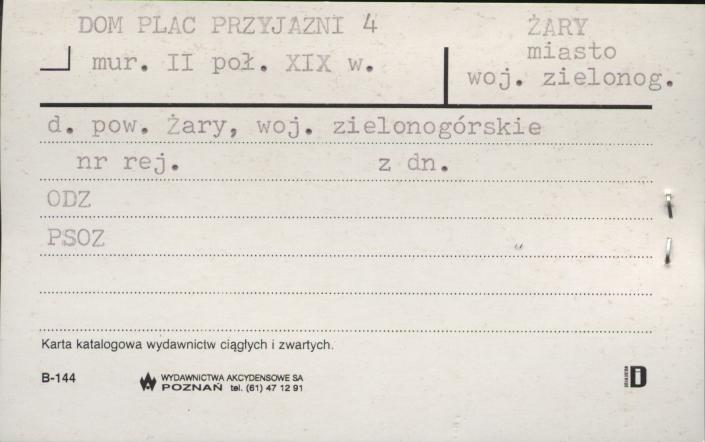 DOM PLAC PRZYJAZNI 4
mur. II poł. XIX w.
ŻARY
miasto
woj. zielonog.
d. pow. Żary, woj. zielonogórskie
nr rej. z dn.
ODZ
PSOZ
Karta katalogowa wydawnictw ciągłych i zwartych.
B-144
WYDAWNICTWA AKCYDENSOWE SA
POZNAŃ tel. (61) 47 12 91